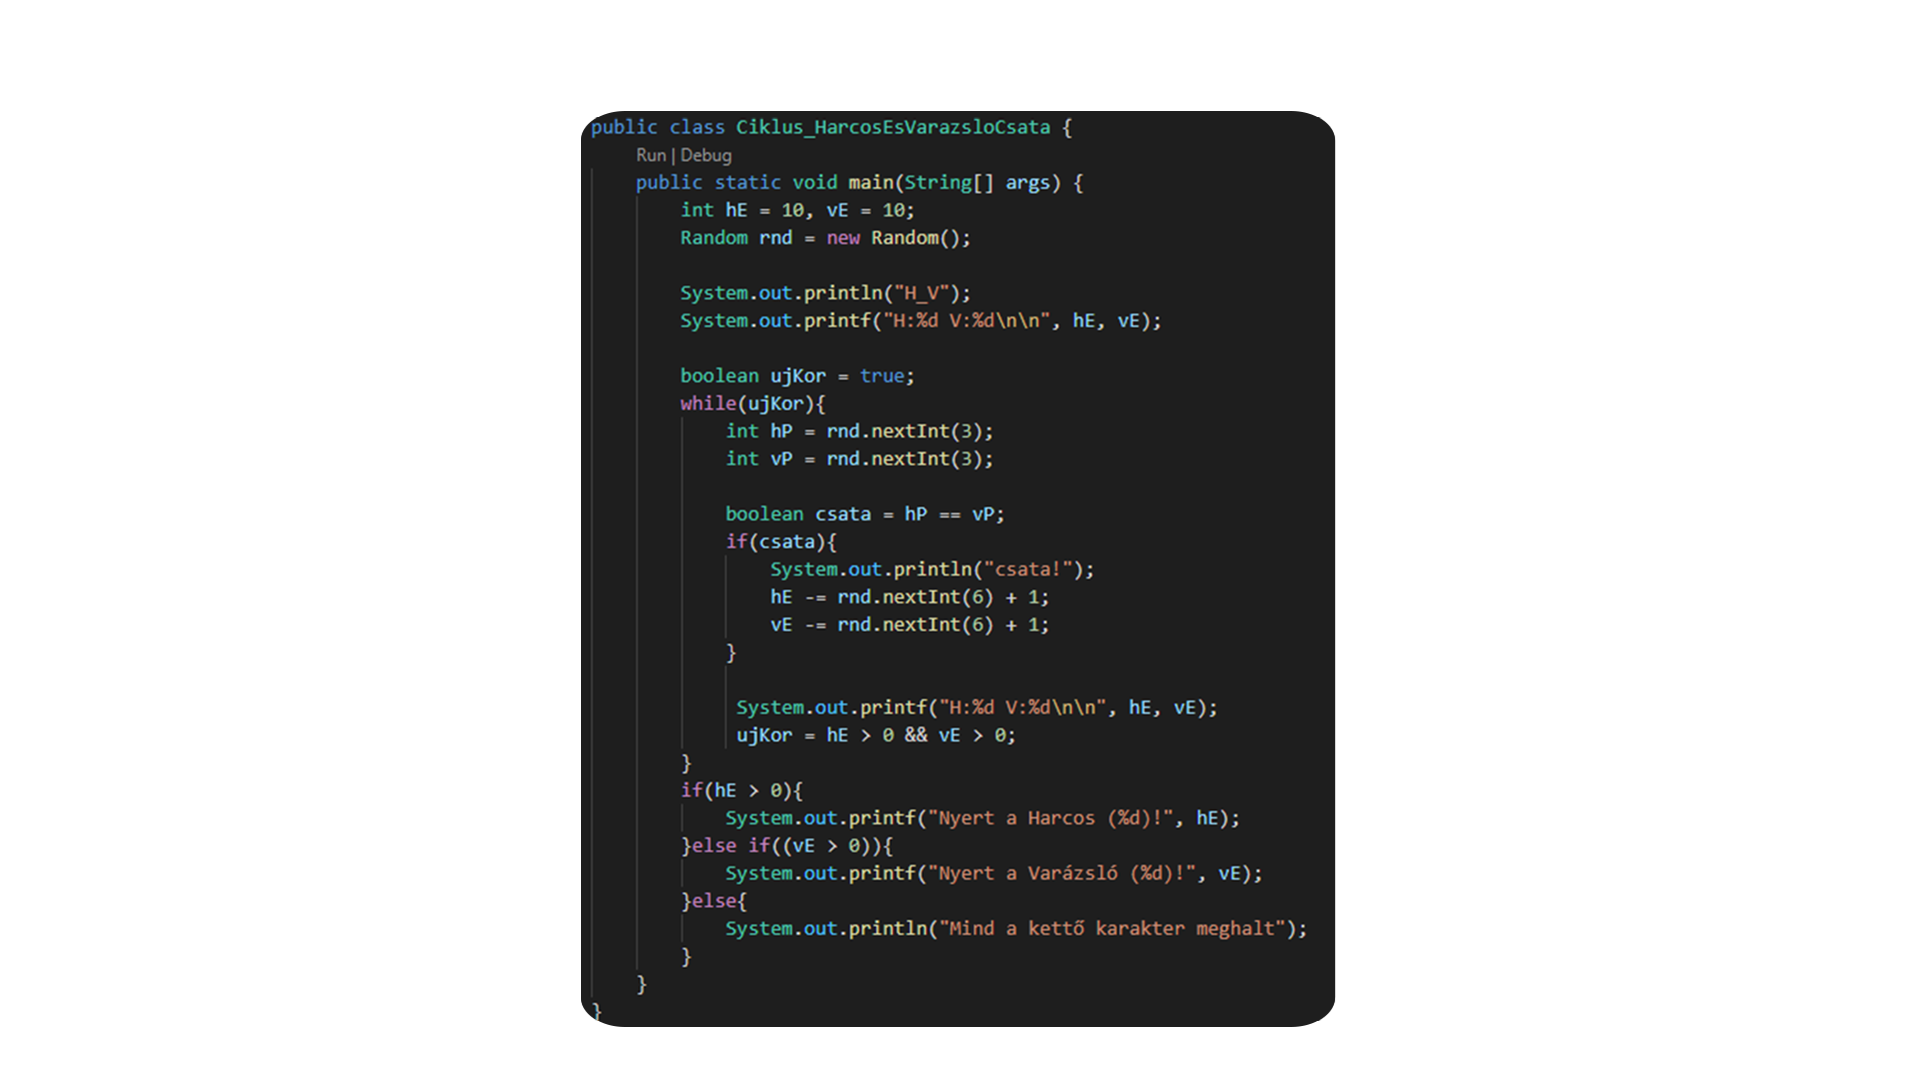 public class Ciklus_HarcosEsVarazsloCsata {
Run | Debug
public static void main(String[] args) {
int hE = 10, vE = 10;
Random rnd = new Random();
System.out.println("H_V");
System.out.printf("H:%d V:%d\n\n", hE, vE);
boolean ujKor = true;
while(ujKor){
int hP = rnd.nextInt(3);
int vP = rnd.nextInt(3);
boolean csata = hP == vP;
if(csata){
System.out.println("csata!");
hE -= rnd.nextInt(6) + 1;
vE -= rnd.nextInt(6) + 1;
}
System.out.printf("H:%d V:%d\n\n", hE, vE);
ujKor = hE > 0 && vE > 0;
}
if(hE > 0){
System.out.printf("Nyert a Harcos (%d)!", hE);
}else if((vE > 0)){
System.out.printf("Nyert a Varázsló (%d)!", vE);
}else{
System.out.println("Mind a kettő karakter meghalt");
}
}
}